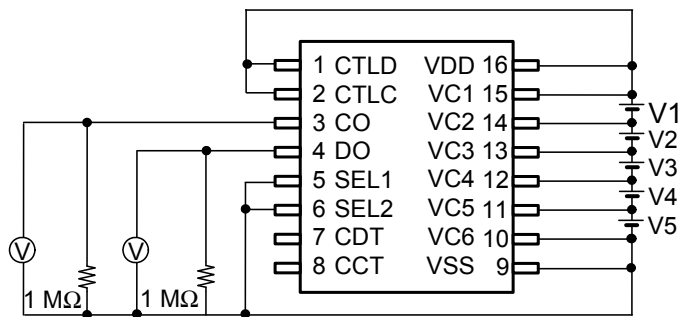 1 CTLD VDD 16
2 CTLC VC1 15
3 CO VC2 14
4 DO VC3 13
5 SEL1 VC4 12
6 SEL2 VC5 11
7 CDT VC6 10
8 CCT VSS 9
V1
V2
V3
V4
V5
V
V
1 MΩ
1 MΩ